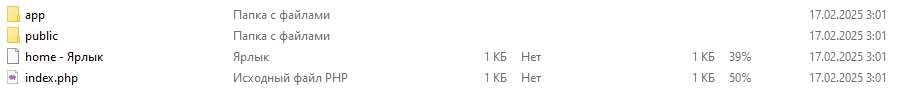 app Папка с файлами 17.02.2025 3:01
public Папка с файлами 17.02.2025 3:01
home - Ярлык Ярлык 1 КБ Нет 1 КБ 39% 17.02.2025 3:01
index.php Исходный файл PHP 1 КБ Нет 1 КБ 50% 17.02.2025 3:01